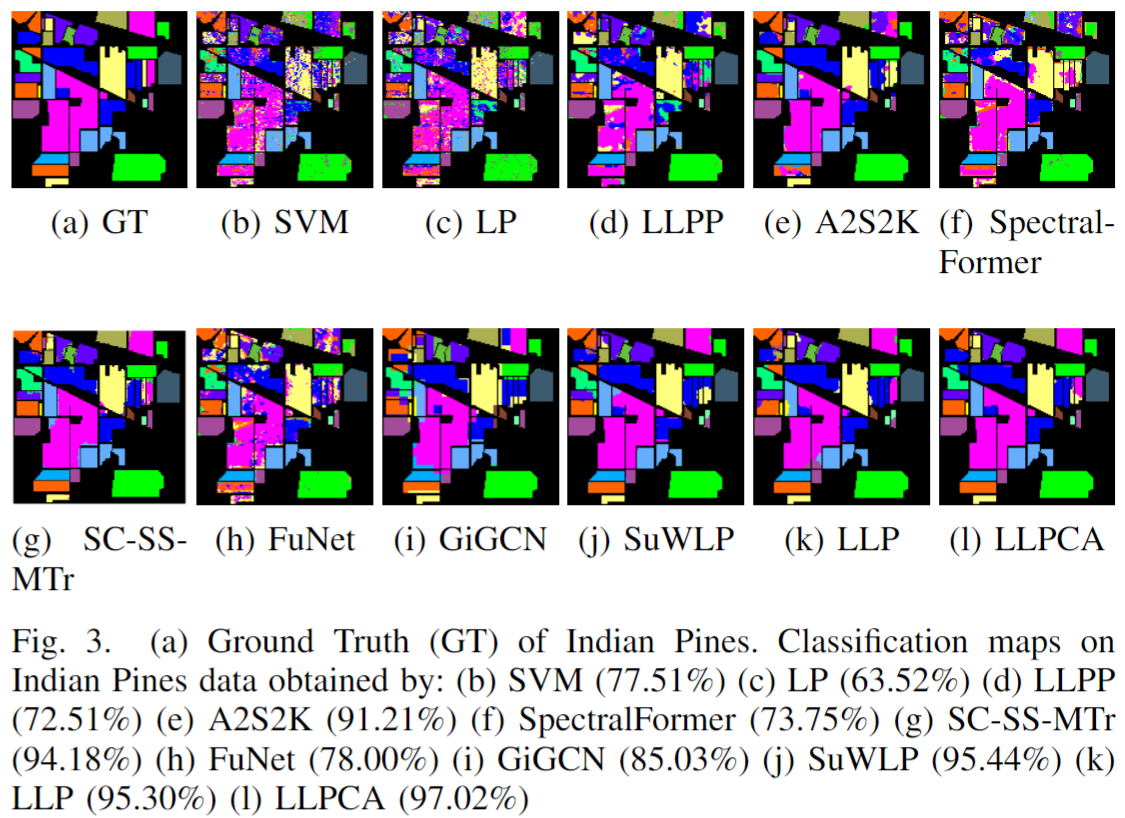 (a) GT (b) SVM (c) LP (d) LLPP (e) A2S2K (f) Spectral-
Former
(g) SC-SS- (h) FuNet (i) GiGCN (j) SuWLP (k) LLP (l) LLPCA
MTr
Fig. 3. (a) Ground Truth (GT) of Indian Pines. Classification maps on
Indian Pines data obtained by: (b) SVM (77.51%) (c) LP (63.52%) (d) LLPP
(72.51%) (e) A2S2K (91.21%) (f) SpectralFormer (73.75%) (g) SC-SS-MTr
(94.18%) (h) FuNet (78.00%) (i) GiGCN (85.03%) (j) SuWLP (95.44%) (k)
LLP (95.30%) (l) LLPCA (97.02%)